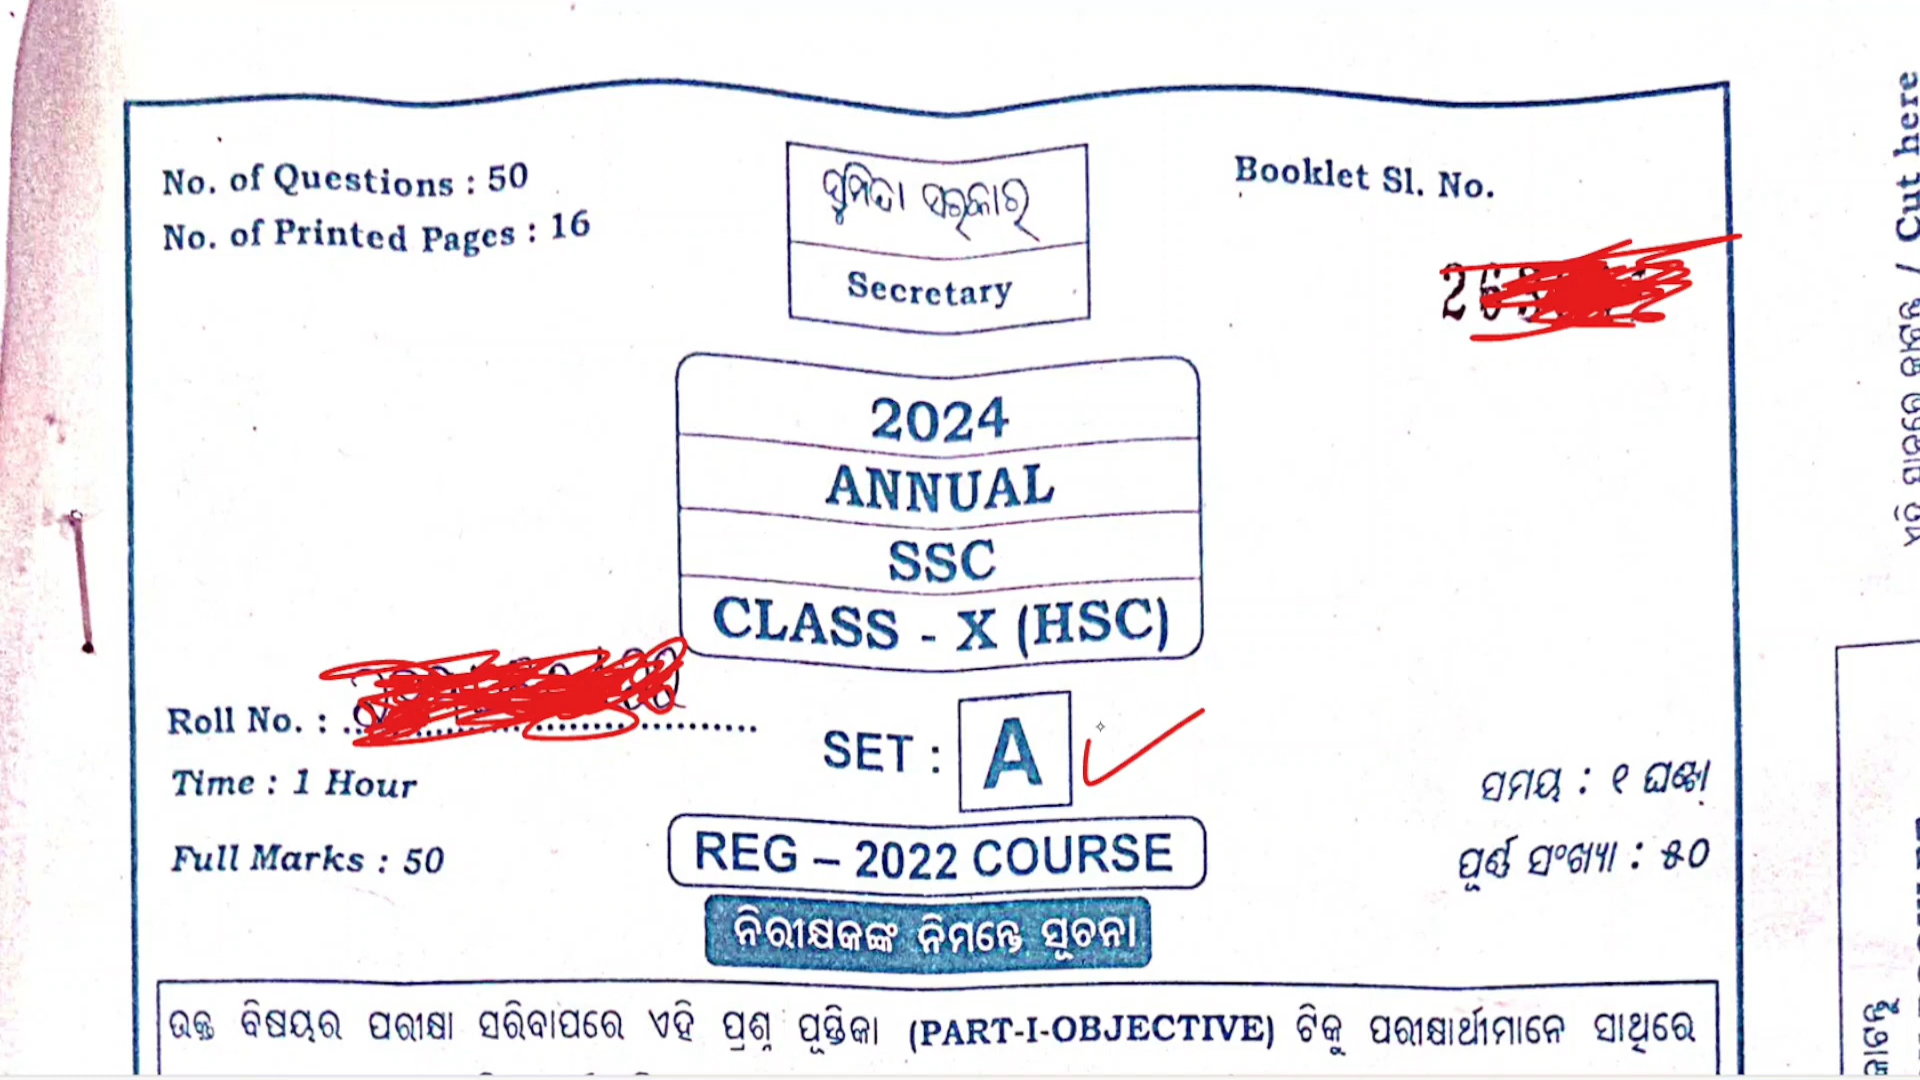 No. of Questions : 50
No. of Printed Pages : 16
ସୁମିତ୍ରା ସରକାର
Secretary
Booklet Sl. No.
2024
ANNUAL
SSC
CLASS - X (HSC)
Roll No. :
SET : A
Time : 1 Hour
Full Marks : 50
ସମୟ : ୧ ଘଣ୍ଟା
ପୂର୍ଣ୍ଣ ସଂଖ୍ୟା : ୫୦
REG – 2022 COURSE
ନିରୀକ୍ଷକଙ୍କ ନିମନ୍ତେ ସୂଚନା
ଉକ୍ତ ବିଷୟର ପରୀକ୍ଷା ସରିବାପରେ ଏହି ପ୍ରଶ୍ନ ପୁସ୍ତିକା (PART-I-OBJECTIVE) ଟିକୁ ପରୀକ୍ଷାର୍ଥୀମାନେ ସାଥିରେ
/ Cut here